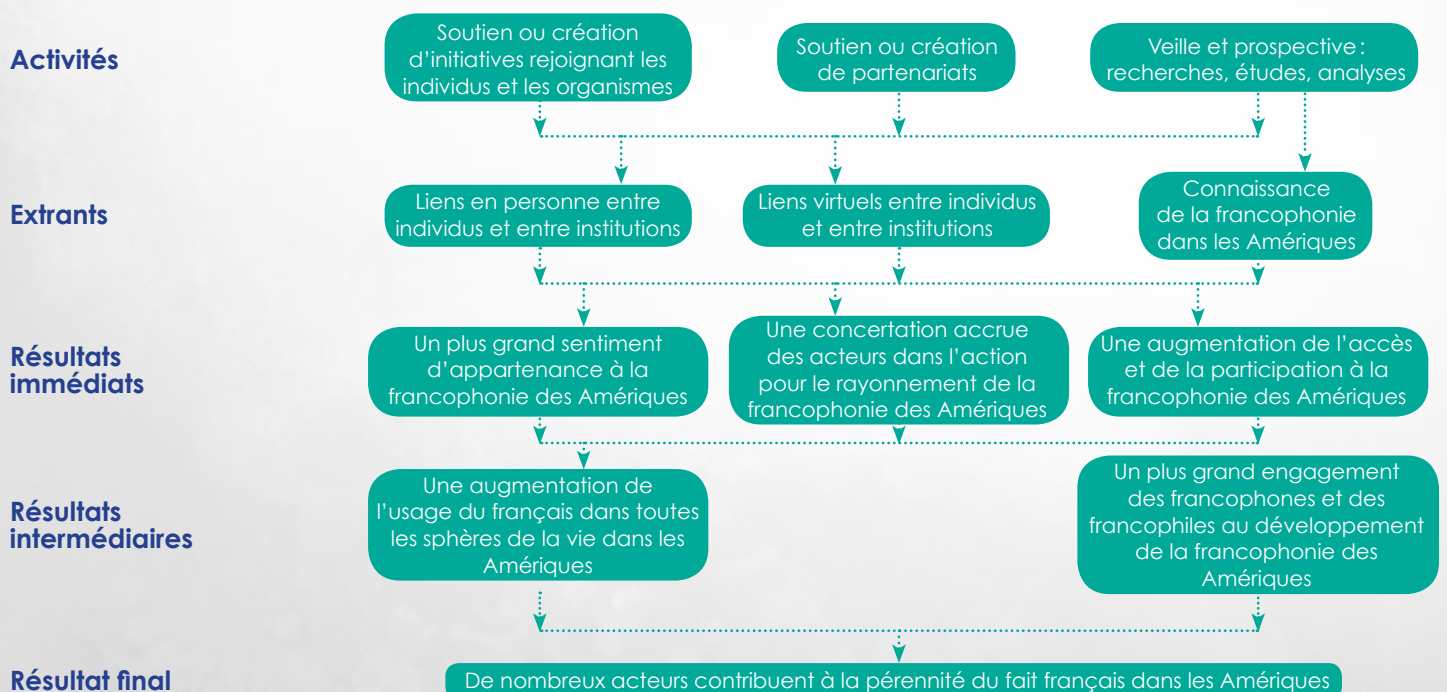 Activités
Soutien ou création
d’initiatives rejoignant les
individus et les organismes
Soutien ou création
de partenariats
Veille et prospective :
recherches, études, analyses
Extrants
Liens en personne entre
individus et entre institutions
Liens virtuels entre individus
et entre institutions
Connaissance
de la francophonie
dans les Amériques
Résultats
immédiats
Un plus grand sentiment
d’appartenance à la
francophonie des Amériques
Une concertation accrue
des acteurs dans l’action
pour le rayonnement de la
francophonie des Amériques
Une augmentation de l’accès
et de la participation à la
francophonie des Amériques
Résultats
intermédiaires
Une augmentation de
l’usage du français dans toutes
les sphères de la vie dans les
Amériques
Un plus grand engagement
des francophones et des
francophiles au développement
de la francophonie des
Amériques
Résultat final
De nombreux acteurs contribuent à la pérennité du fait français dans les Amériques